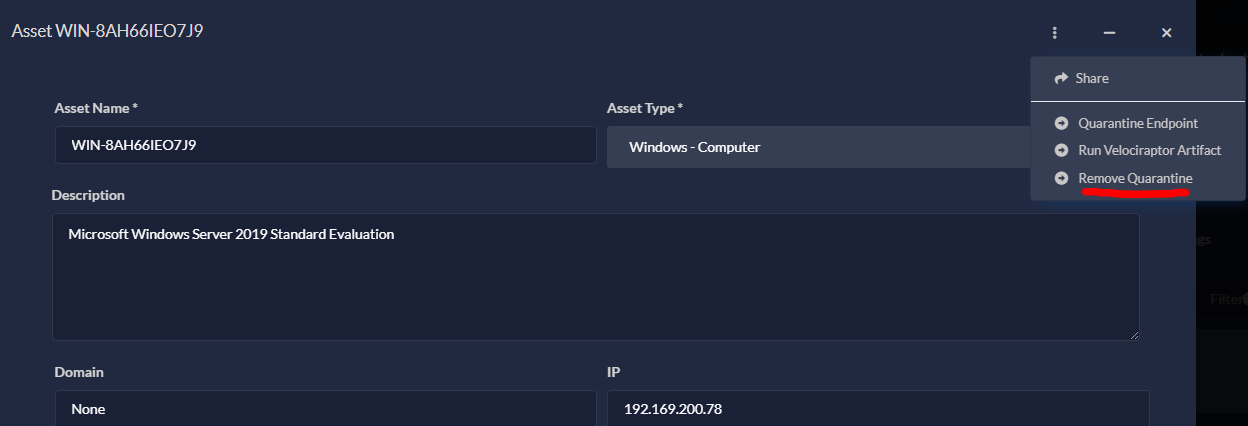 Asset WIN-8AH66IEO7J9
Share
Asset Name *
Asset Type *
Quarantine Endpoint
WIN-8AH66IEO7J9
Windows - Computer
Run Velociraptor Artifact
Remove Quarantine
Description
Microsoft Windows Server 2019 Standard Evaluation
gs
Filter
Domain
IP
None
192.169.200.78